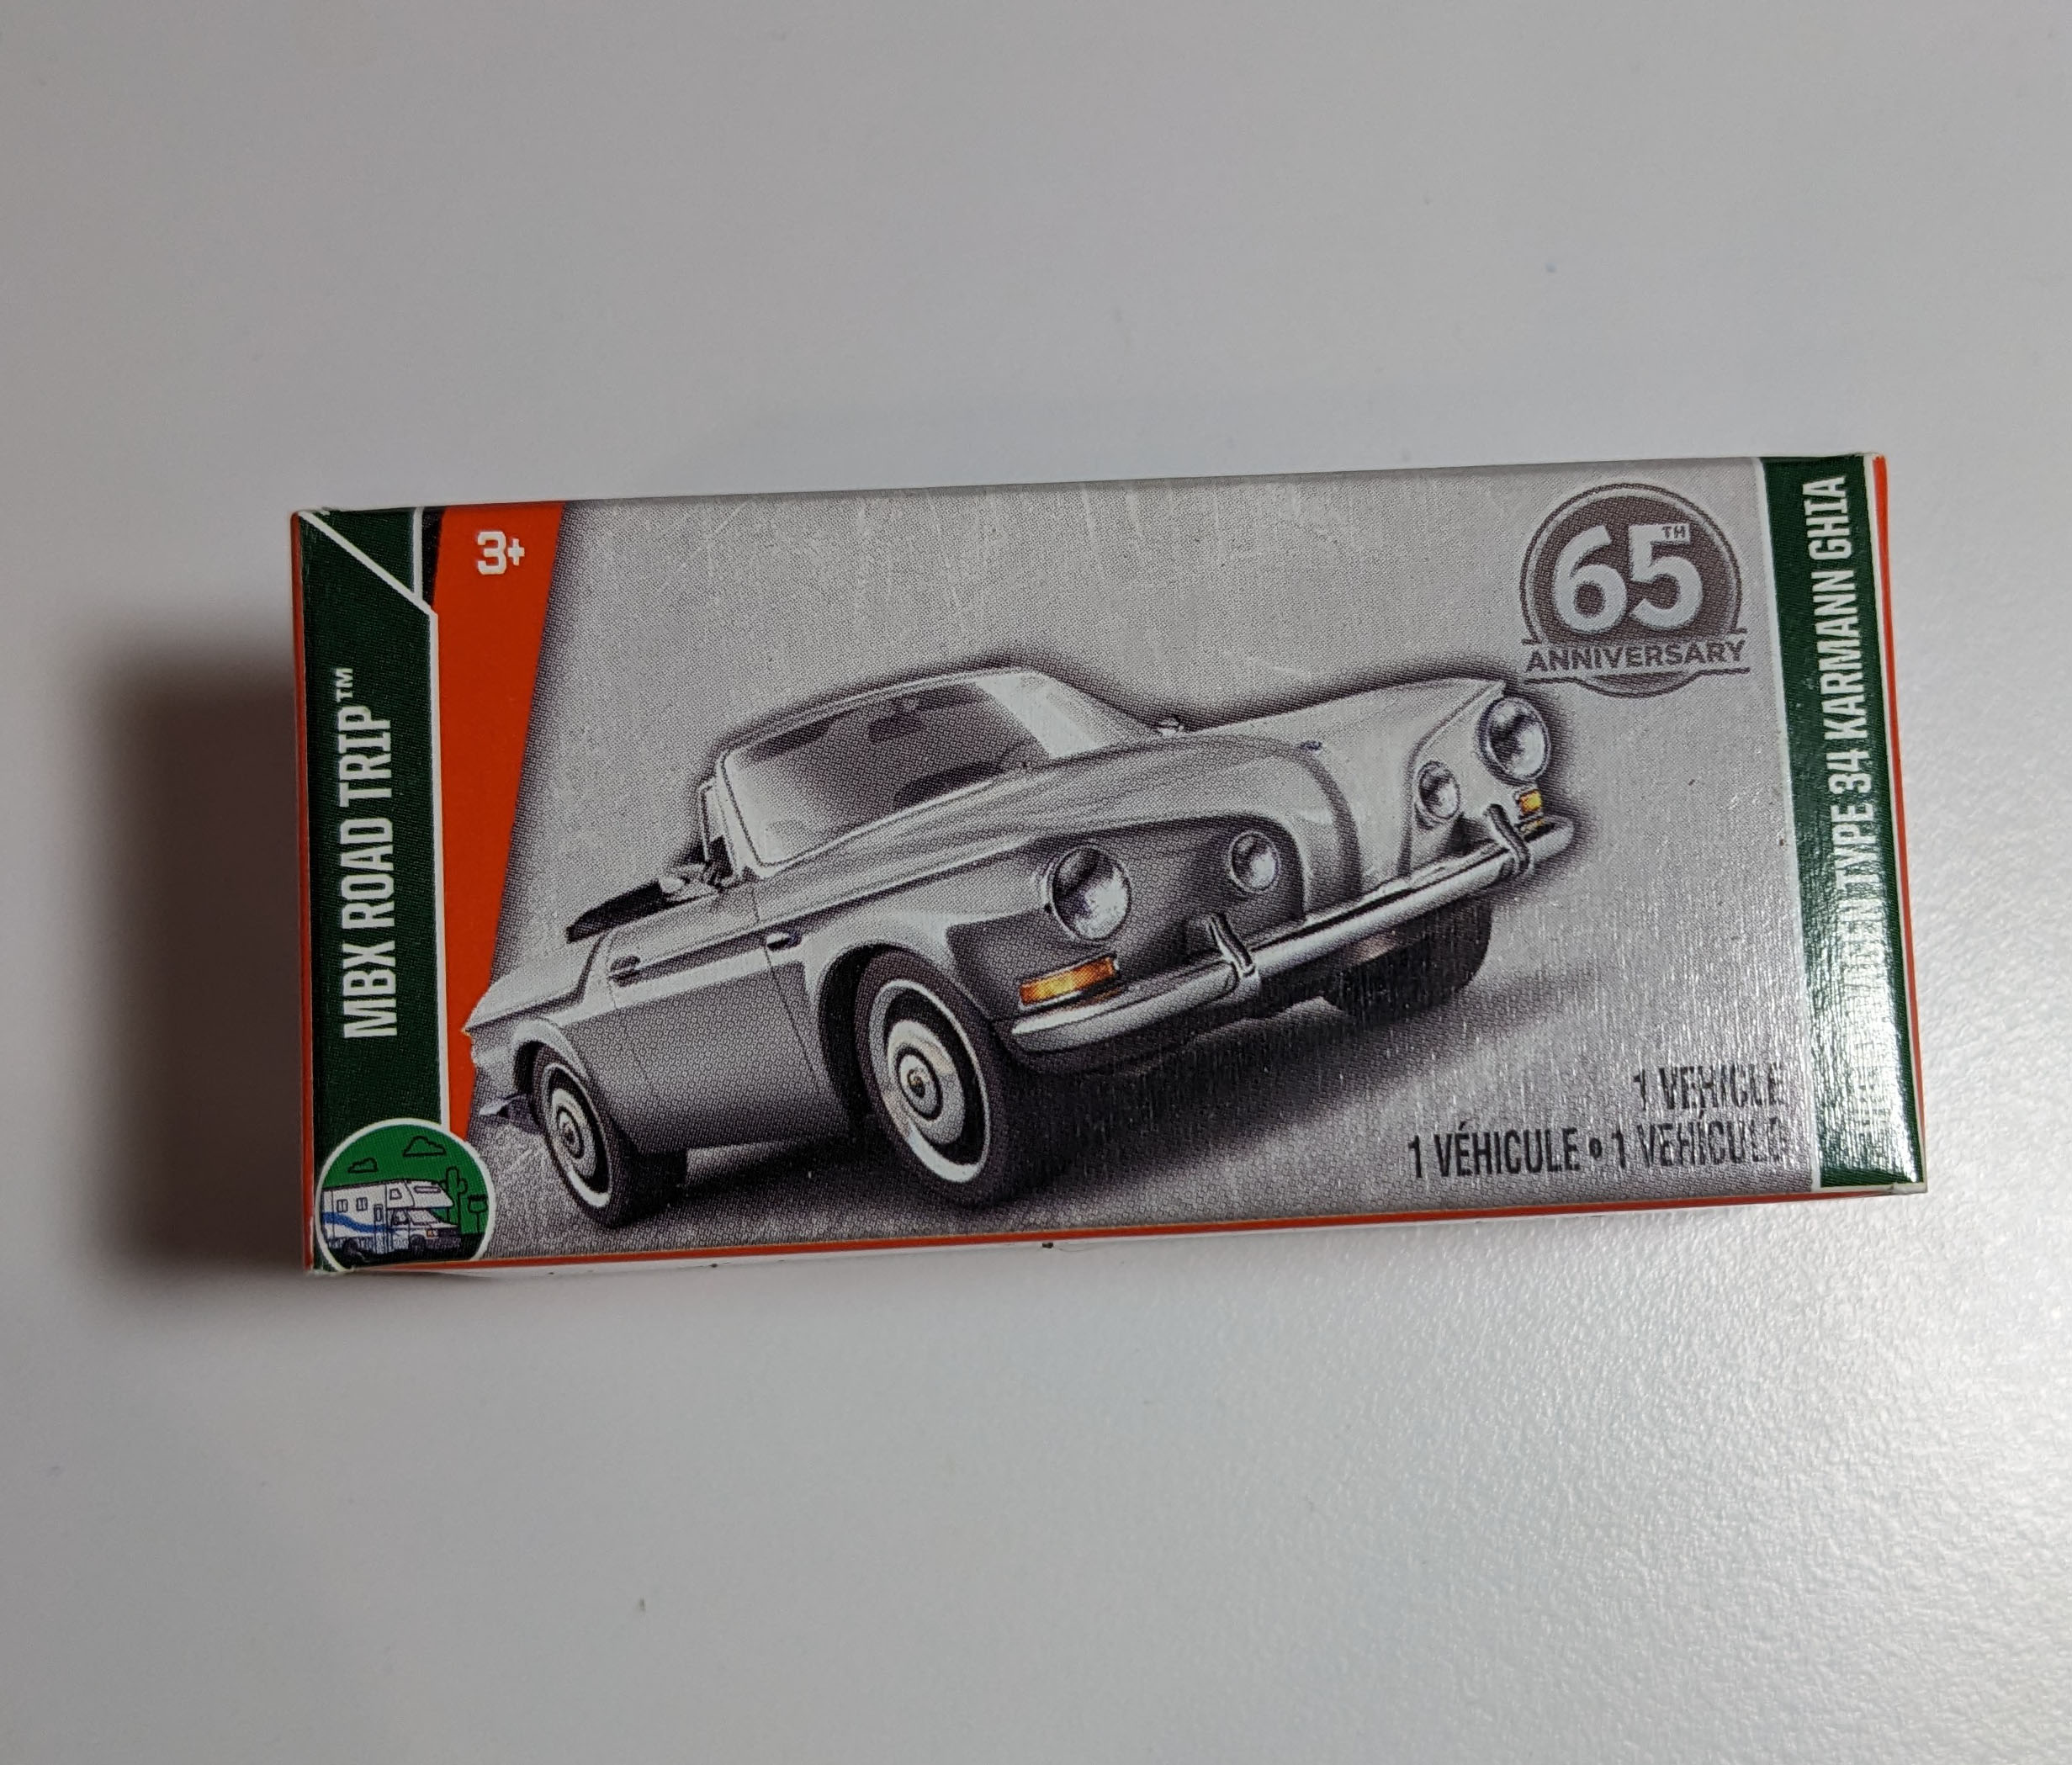 MBX ROAD TRIP™
3+
65TH
ANNIVERSARY
TYPE 34 KARMANN GHIA
1 VEHICLE
1 VÉHICULE • 1 VEHÍCULO